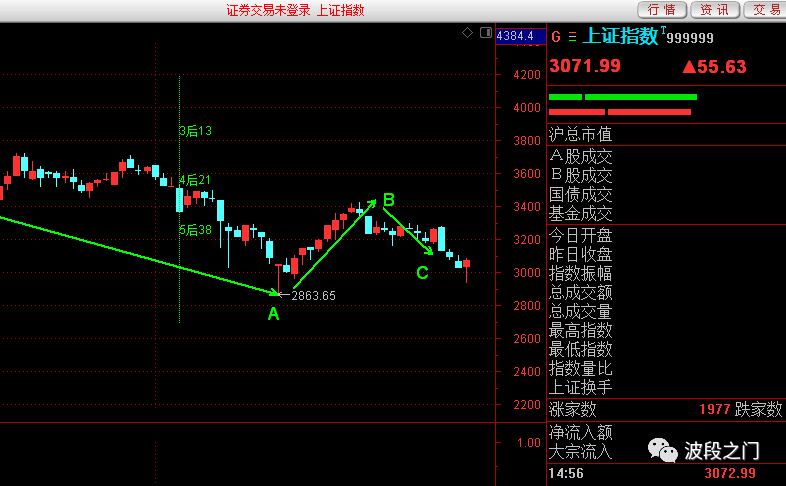 证券交易未登录 上证指数
行 情 资 讯 交 易
4384.4
4200
4000
3800
3600
3400
3200
3000
2800
2600
2400
2200
1.00
3后13
4后21
5后38
B
C
2863.65
A
G 上证指数T999999
3071.99 ▲55.63
沪总市值
A股成交
B股成交
国债成交
基金成交
今日开盘
昨日收盘
指数振幅
总成交额
总成交量
最高指数
最低指数
指数量比
上证换手
涨家数 1977 跌家数
净流入额
大宗流入
波段之门
14:56 3072.99